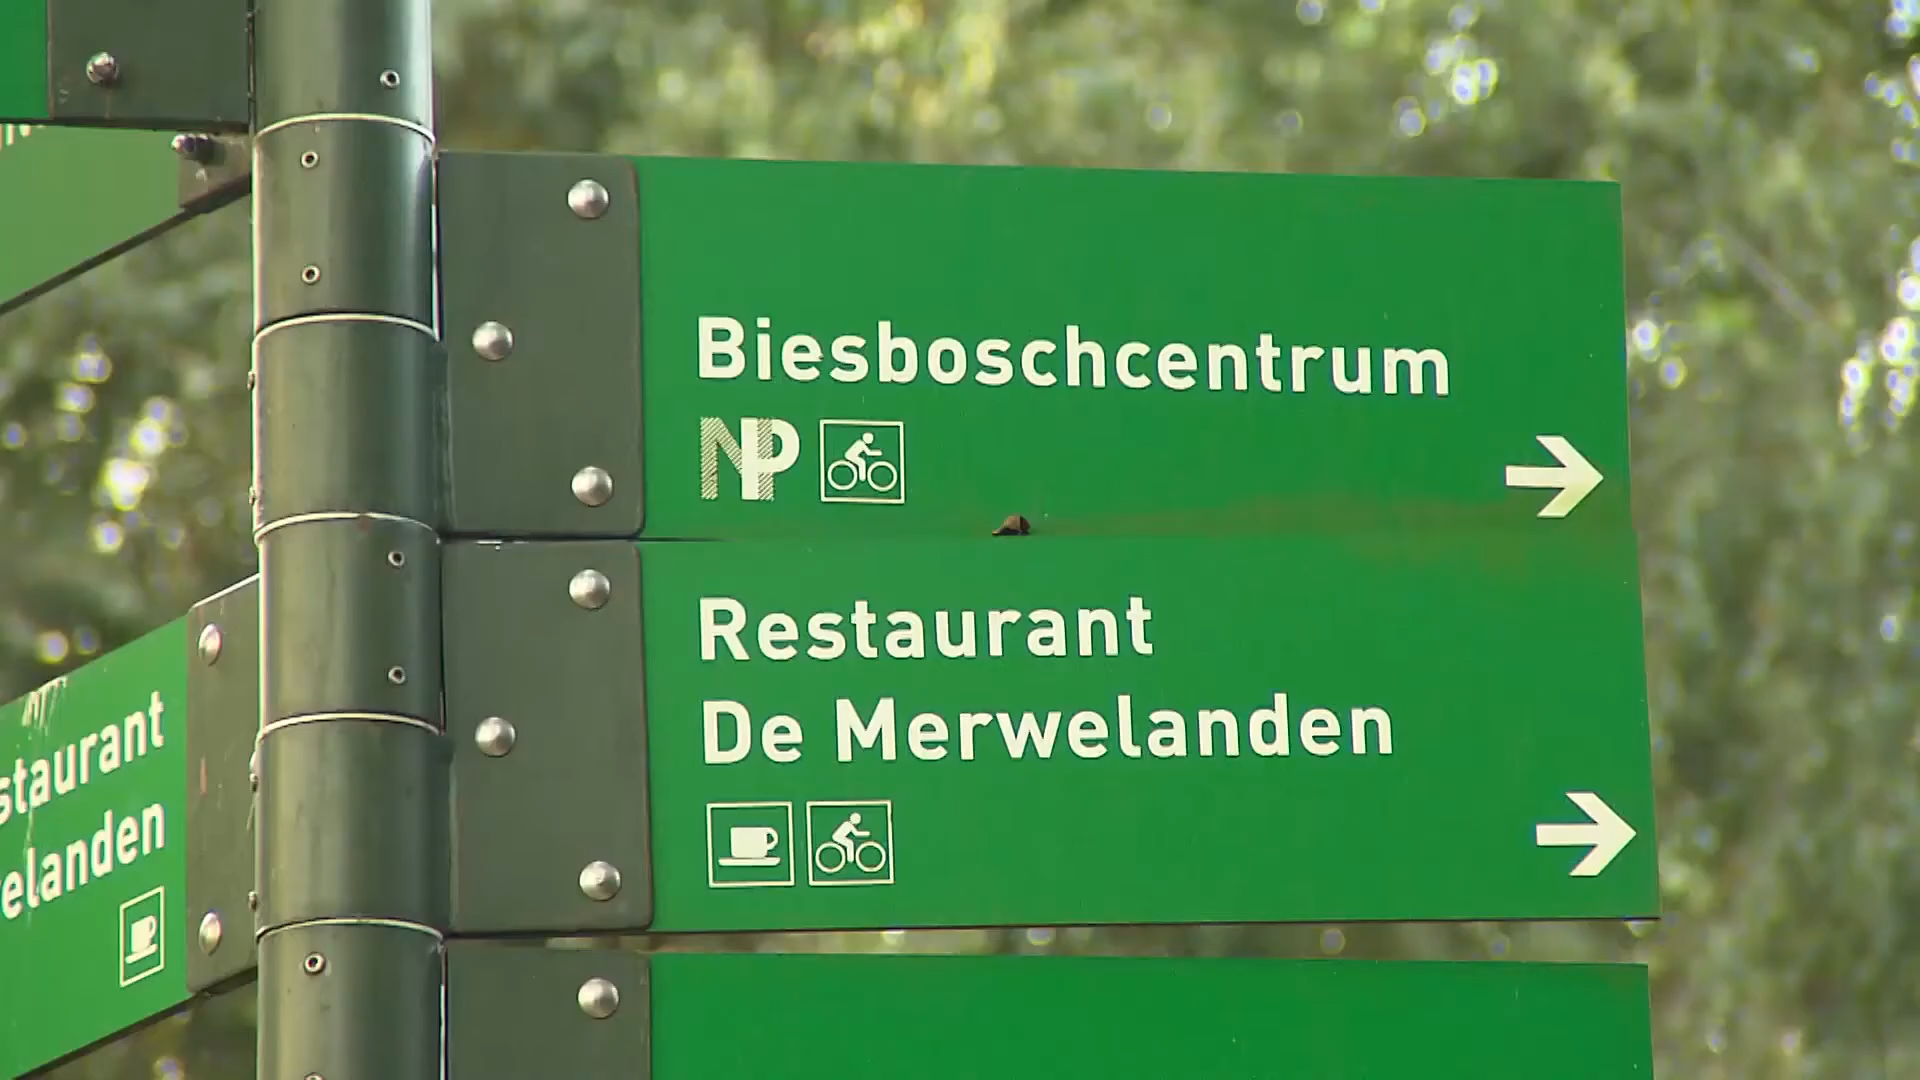 Biesboschcentrum
NP
Restaurant
De Merwelanden
staurant
elanden